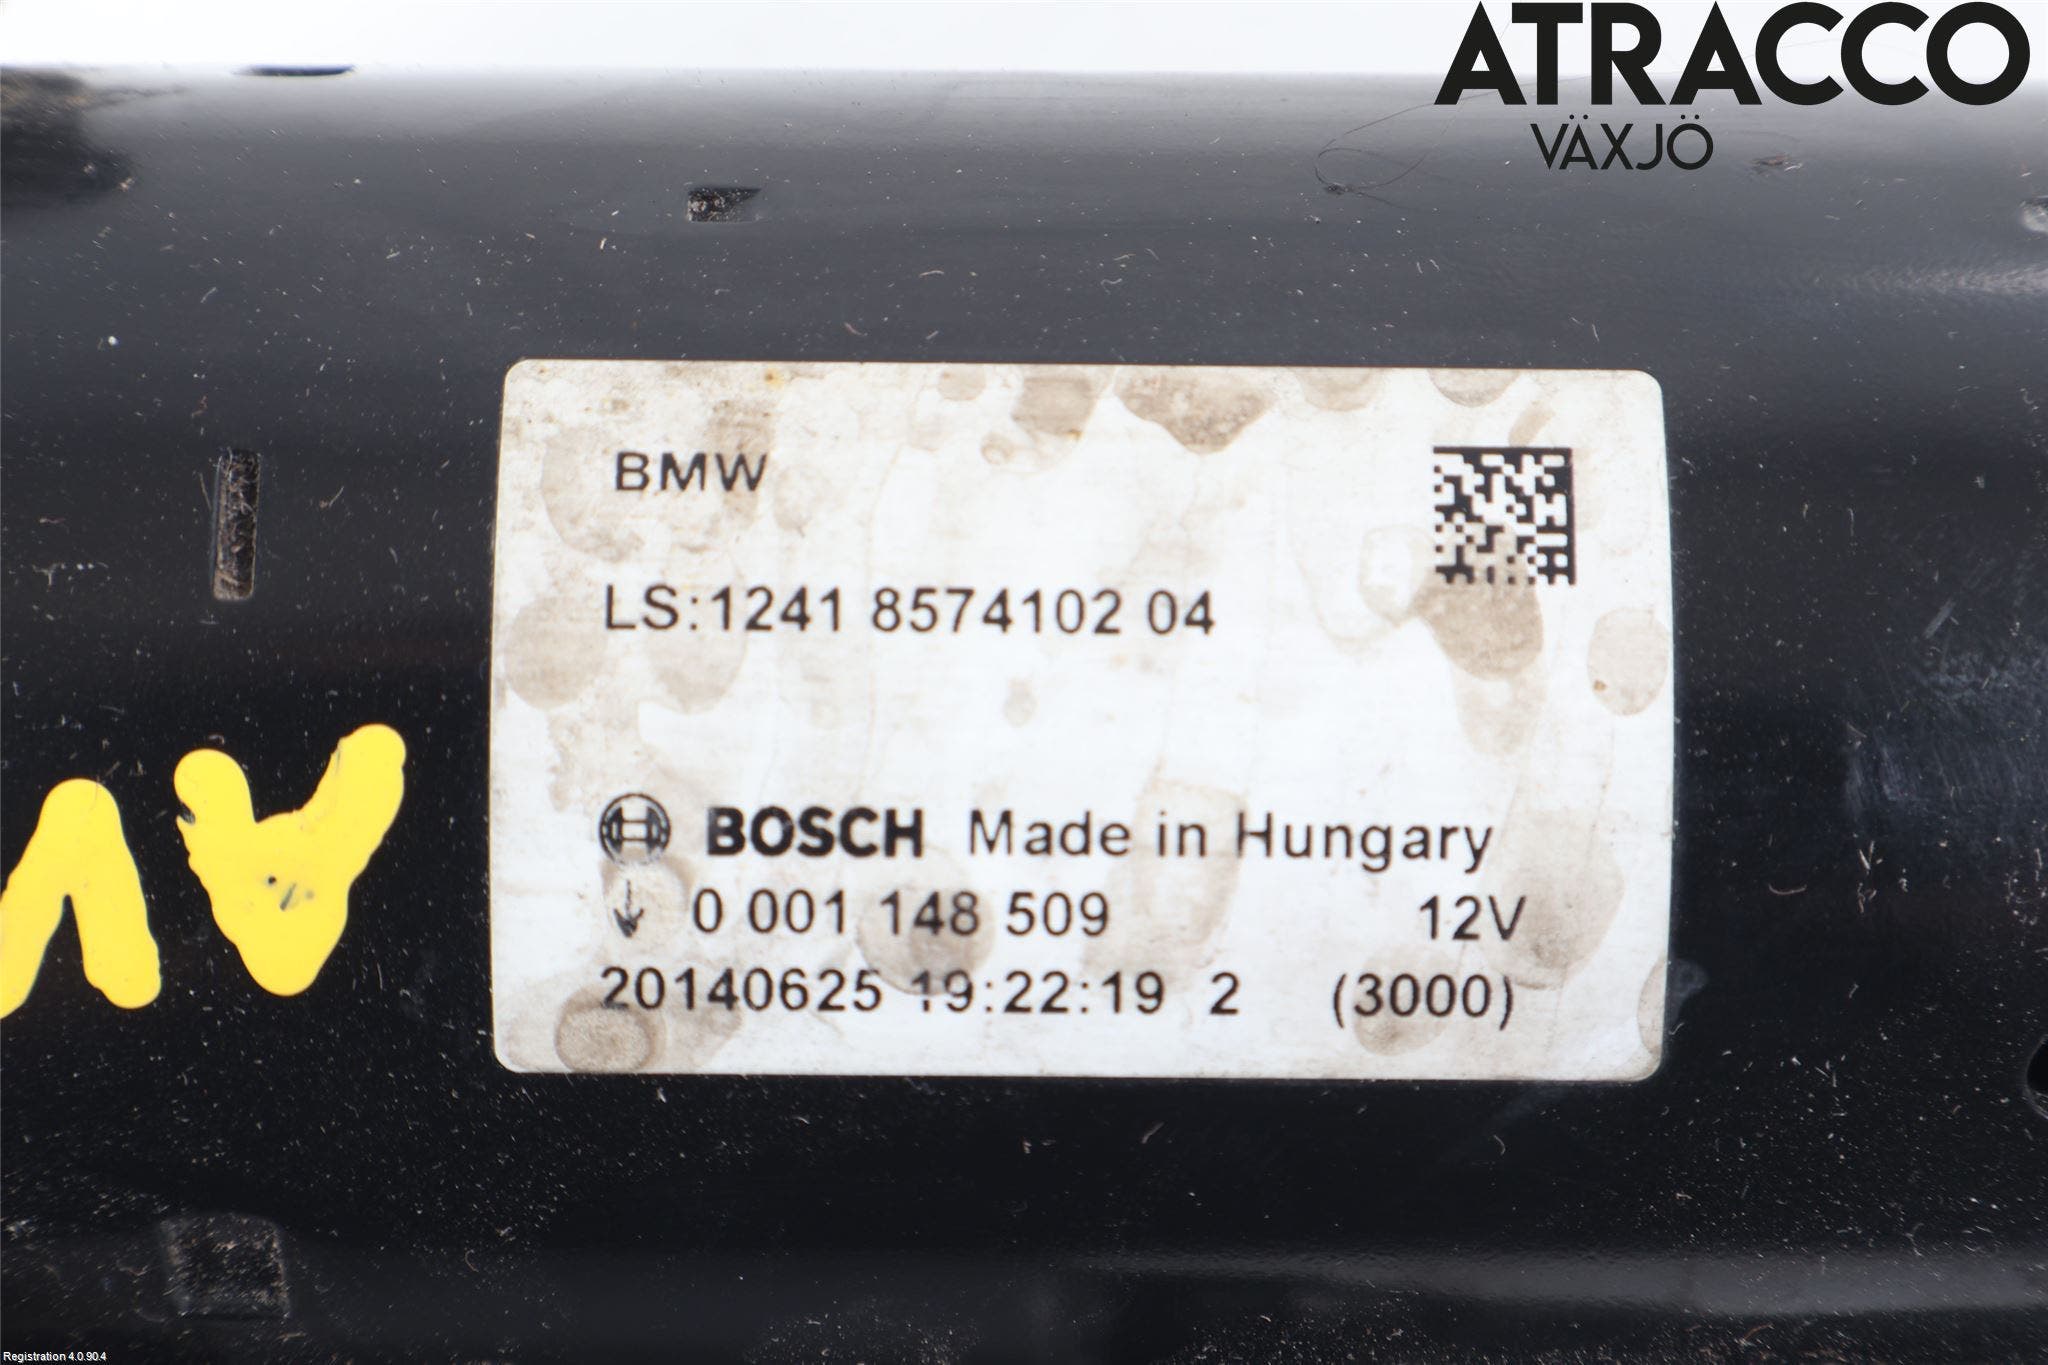 ATRACCO
VÄXJÖ
BMW
LS:1241 8574102 04
BOSCH Made in Hungary
0 001 148 509 12V
20140625 19:22:19 2 (3000)
Registration 4.0.90.4